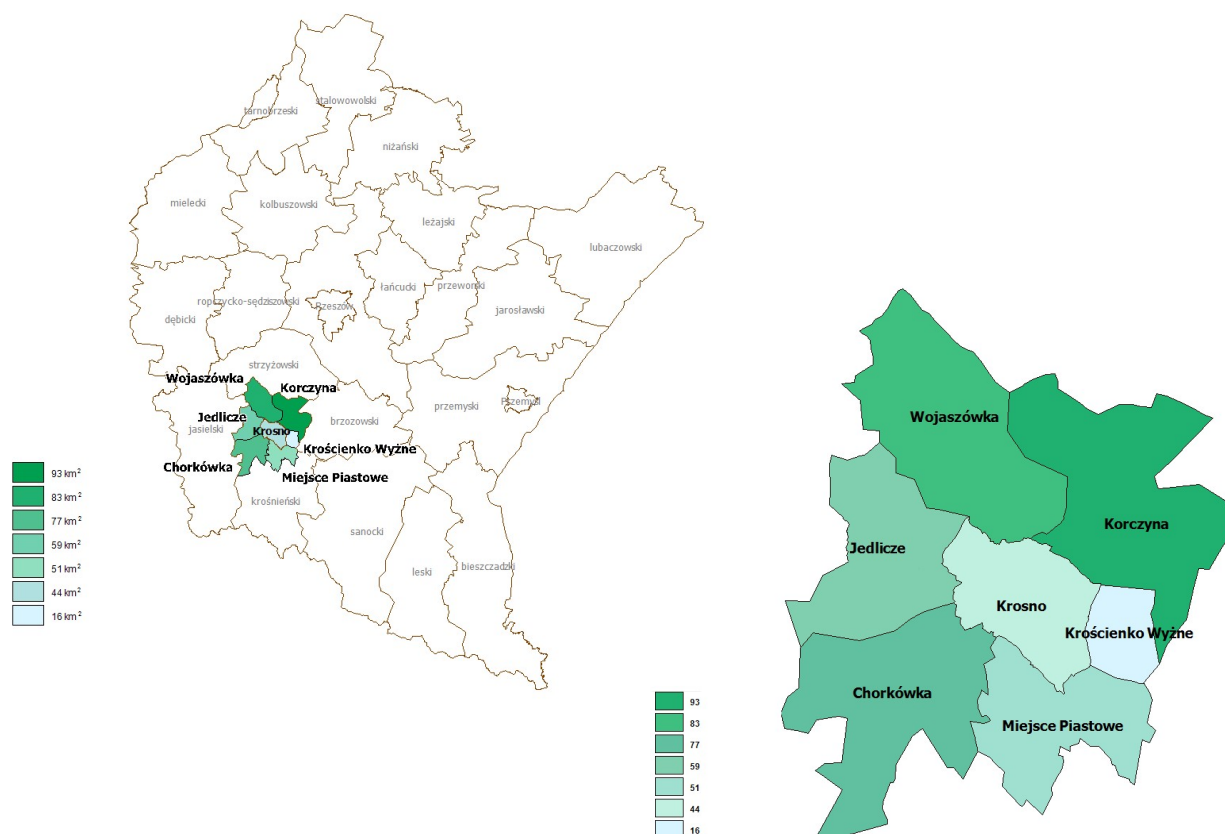 stalowowolski
tarnobrzeski
niżański
mielecki
kolbuszowski
leżajski
lubaczowski
ropczycko-sędziszowski
Rzeszów
łańcucki
przeworski
jarosławski
dębicki
strzyżowski
Wojaszówka
Korczyna
przemyski
Przemyśl
Jedlicze
jasielski
Krosno
brzozowski
Krościenko Wyżne
Chorkówka
Miejsce Piastowe
krośnieński
sanocki
leski
bieszczadzki
93 km²
83 km²
77 km²
59 km²
51 km²
44 km²
16 km²
Wojaszówka
Korczyna
Jedlicze
Krosno
Krościenko Wyżne
Chorkówka
Miejsce Piastowe
93
83
77
59
51
44
16